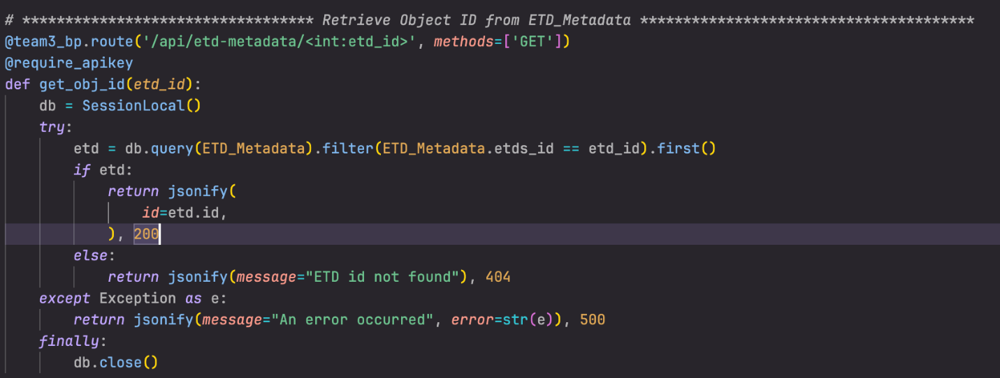 # ********************************** Retrieve Object ID from ETD_Metadata ***************************************
@team3_bp.route('/api/etd-metadata/<int:etd_id>', methods=['GET'])
@require_apikey
def get_obj_id(etd_id):
    db = SessionLocal()
    try:
        etd = db.query(ETD_Metadata).filter(ETD_Metadata.etds_id == etd_id).first()
        if etd:
            return jsonify(
                id=etd.id,
            ), 200
        else:
            return jsonify(message="ETD id not found"), 404
    except Exception as e:
        return jsonify(message="An error occurred", error=str(e)), 500
    finally:
        db.close()